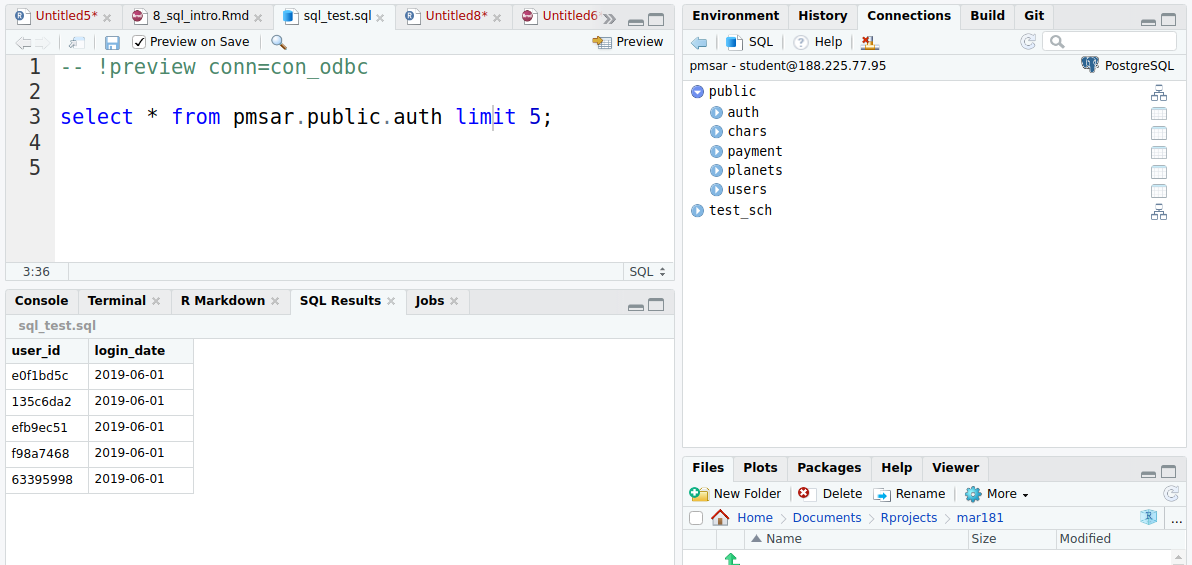 Untitled5* 8_sql_intro.Rmd sql_test.sql Untitled8* Untitled6
Preview on Save Preview
1 -- !preview conn=con_odbc
2
3 select * from pmsar.public.auth limit 5;
4
5
3:36 SQL
Console Terminal R Markdown SQL Results Jobs
sql_test.sql
user_id login_date
e0f1bd5c 2019-06-01
135c6da2 2019-06-01
efb9ec51 2019-06-01
f98a7468 2019-06-01
63395998 2019-06-01
Environment History Connections Build Git
SQL Help
pmsar - student@188.225.77.95 PostgreSQL
public
auth
chars
payment
planets
users
test_sch
Files Plots Packages Help Viewer
New Folder Delete Rename More
Home Documents Rprojects mar181 R ...
Name Size Modified